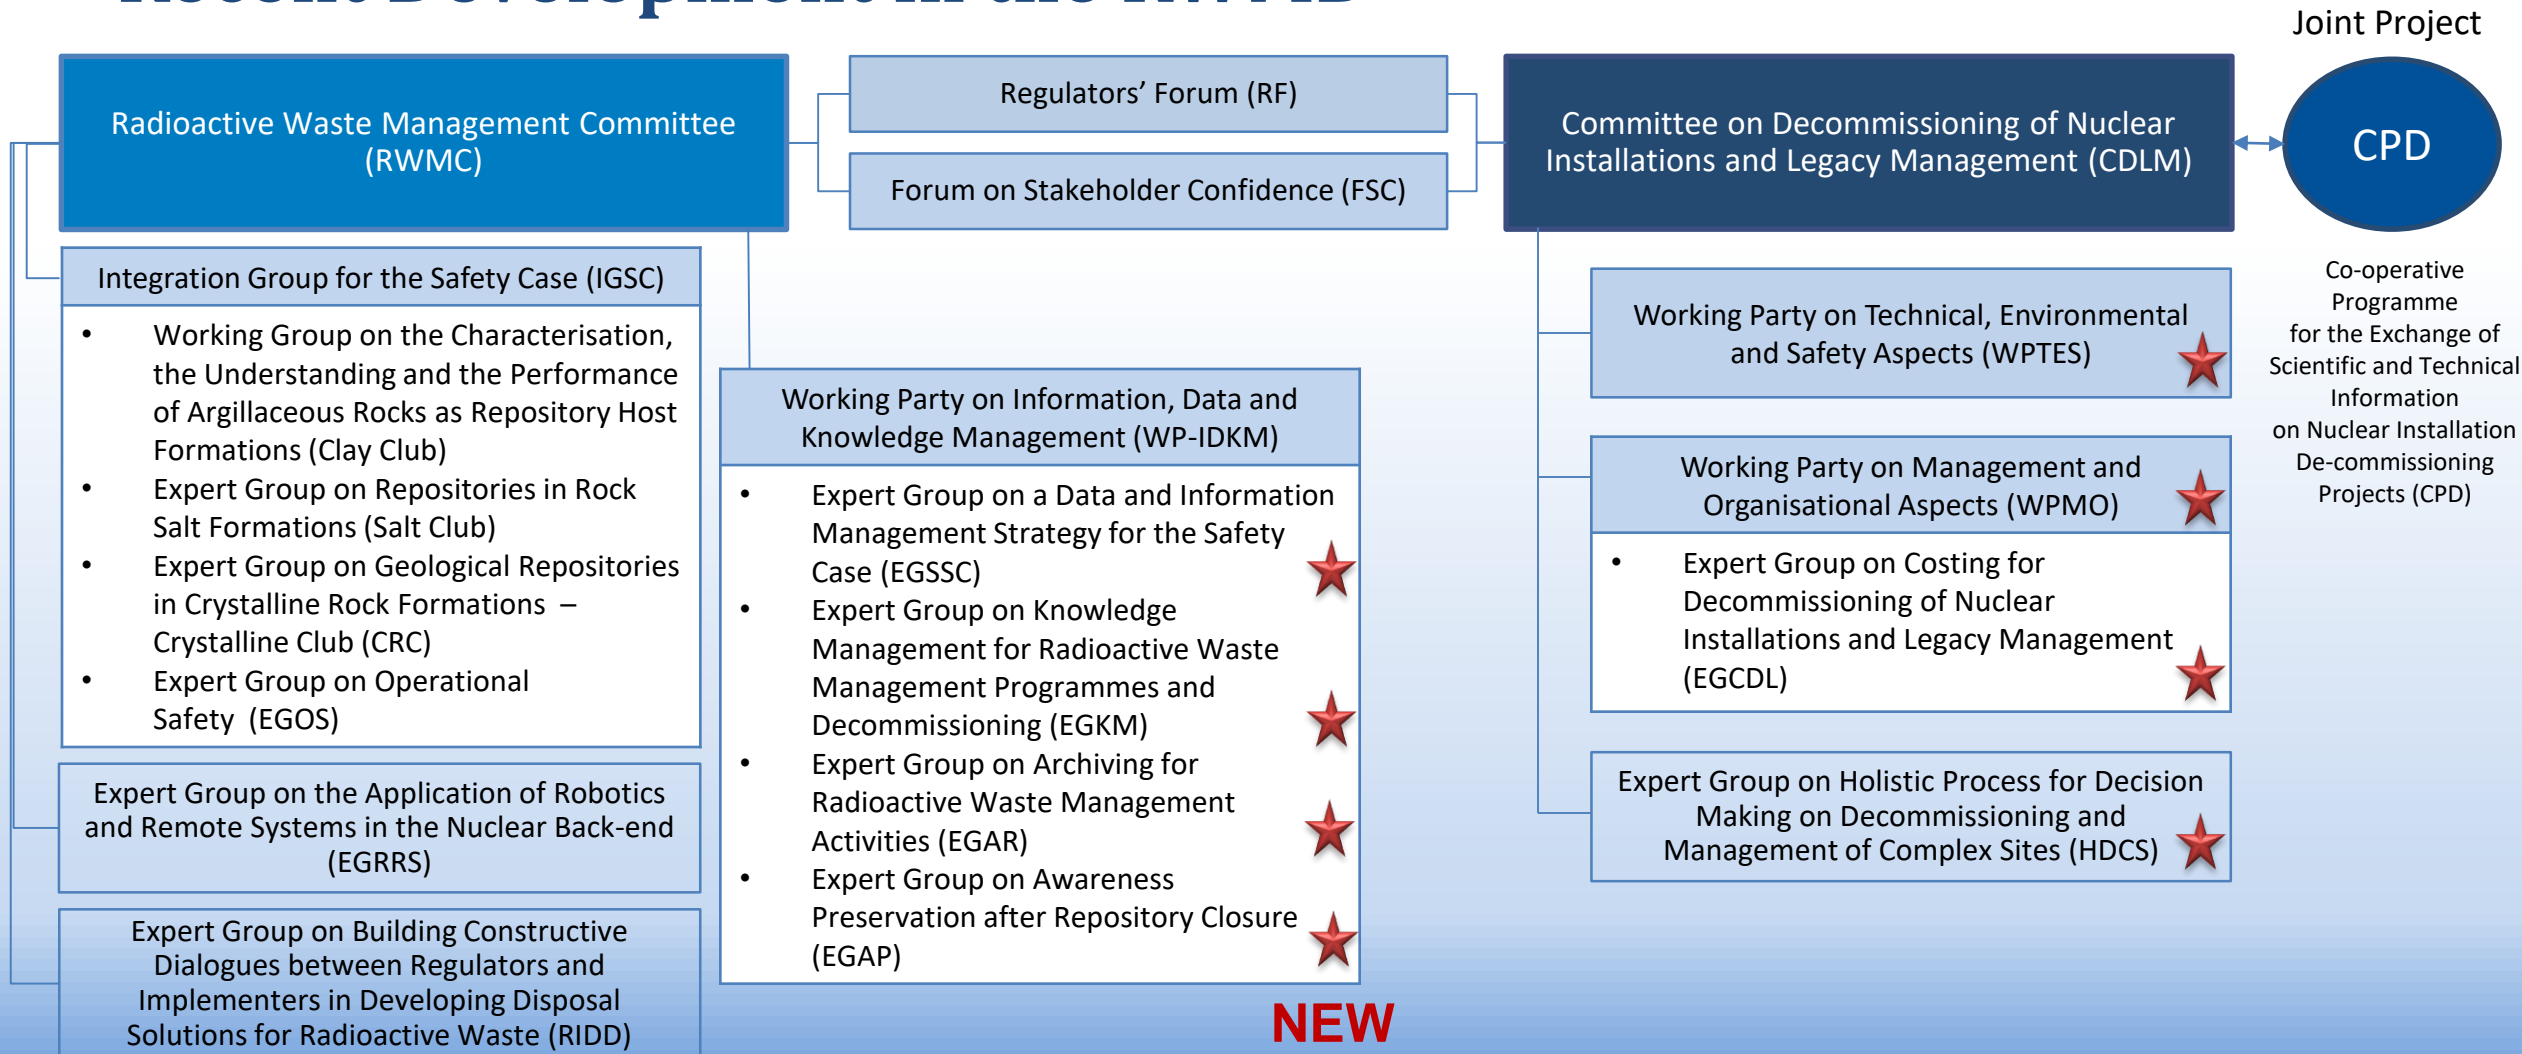 Recent Development in the RWMD
Joint Project
Radioactive Waste Management Committee
(RWMC)
Regulators’ Forum (RF)
Forum on Stakeholder Confidence (FSC)
Committee on Decommissioning of Nuclear
Installations and Legacy Management (CDLM)
CPD
Co-operative
Programme
for the Exchange of
Scientific and Technical
Information
on Nuclear Installation
De-commissioning
Projects (CPD)
Integration Group for the Safety Case (IGSC)
• Working Group on the Characterisation,
the Understanding and the Performance
of Argillaceous Rocks as Repository Host
Formations (Clay Club)
• Expert Group on Repositories in Rock
Salt Formations (Salt Club)
• Expert Group on Geological Repositories
in Crystalline Rock Formations –
Crystalline Club (CRC)
• Expert Group on Operational
Safety (EGOS)
Expert Group on the Application of Robotics
and Remote Systems in the Nuclear Back-end
(EGRRS)
Expert Group on Building Constructive
Dialogues between Regulators and
Implementers in Developing Disposal
Solutions for Radioactive Waste (RIDD)
Working Party on Information, Data and
Knowledge Management (WP-IDKM)
• Expert Group on a Data and Information
Management Strategy for the Safety
Case (EGSSC)
• Expert Group on Knowledge
Management for Radioactive Waste
Management Programmes and
Decommissioning (EGKM)
• Expert Group on Archiving for
Radioactive Waste Management
Activities (EGAR)
• Expert Group on Awareness
Preservation after Repository Closure
(EGAP)
NEW
Working Party on Technical, Environmental
and Safety Aspects (WPTES)
Working Party on Management and
Organisational Aspects (WPMO)
• Expert Group on Costing for
Decommissioning of Nuclear
Installations and Legacy Management
(EGCDL)
Expert Group on Holistic Process for Decision
Making on Decommissioning and
Management of Complex Sites (HDCS)